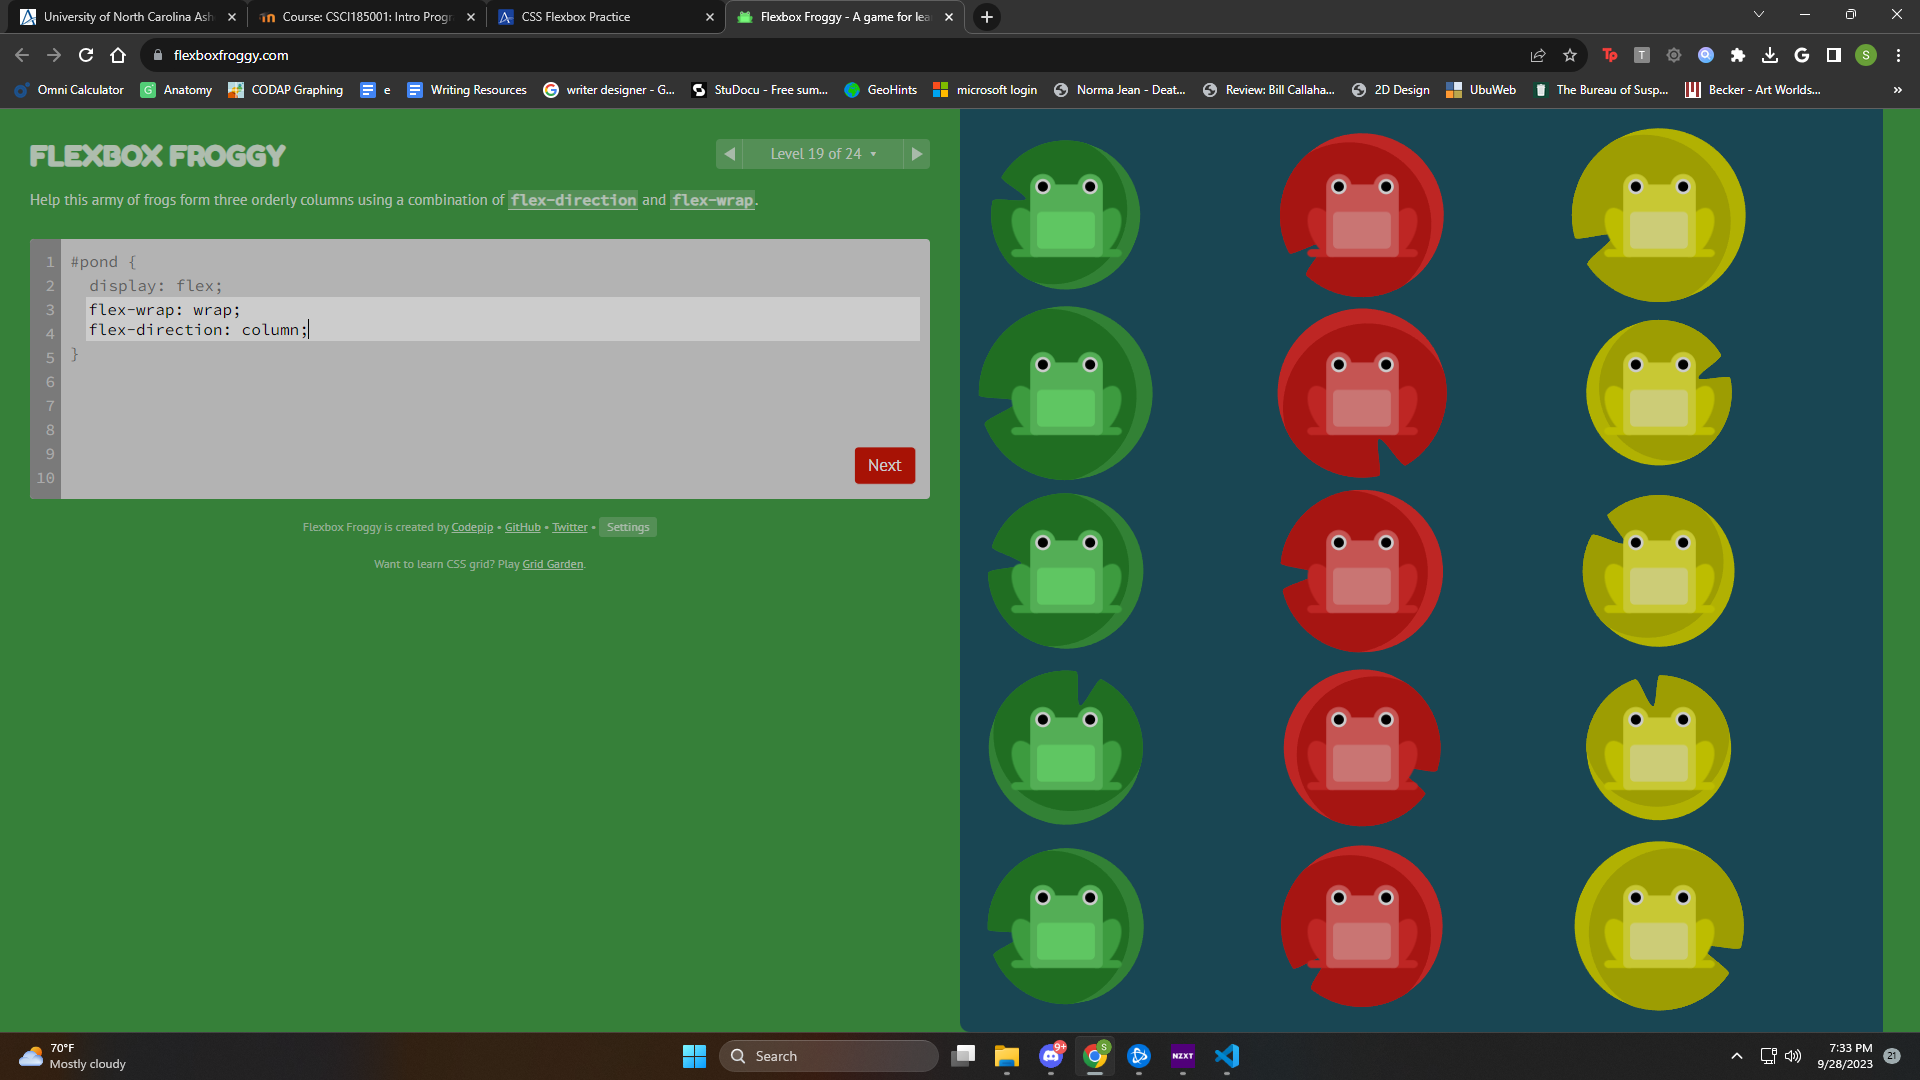 University of North Carolina Ash
Course: CSCI185001: Intro Progr
CSS Flexbox Practice
Flexbox Froggy - A game for lea
flexboxfroggy.com
Tp
T
S
Omni Calculator
Anatomy
CODAP Graphing
e
Writing Resources
writer designer - G...
StuDocu - Free sum...
GeoHints
microsoft login
Norma Jean - Deat...
Review: Bill Callaha...
2D Design
UbuWeb
The Bureau of Susp...
Becker - Art Worlds...
»
FLEXBOX FROGGY
Level 19 of 24
Help this army of frogs form three orderly columns using a combination of flex-direction and flex-wrap.
1 #pond {
2 display: flex;
3 flex-wrap: wrap;
4 flex-direction: column;
5 }
6
7
8
9
10
Next
Flexbox Froggy is created by Codepip • GitHub • Twitter • Settings
Want to learn CSS grid? Play Grid Garden.
70°F
Mostly cloudy
Search
9+
S
NZXT
7:33 PM
9/28/2023
21